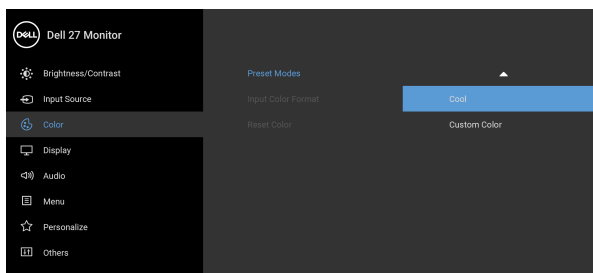 DELL Dell 27 Monitor
Brightness/Contrast
Preset Modes
Input Source
Input Color Format
Cool
Color
Reset Color
Custom Color
Display
Audio
Menu
Personalize
Others